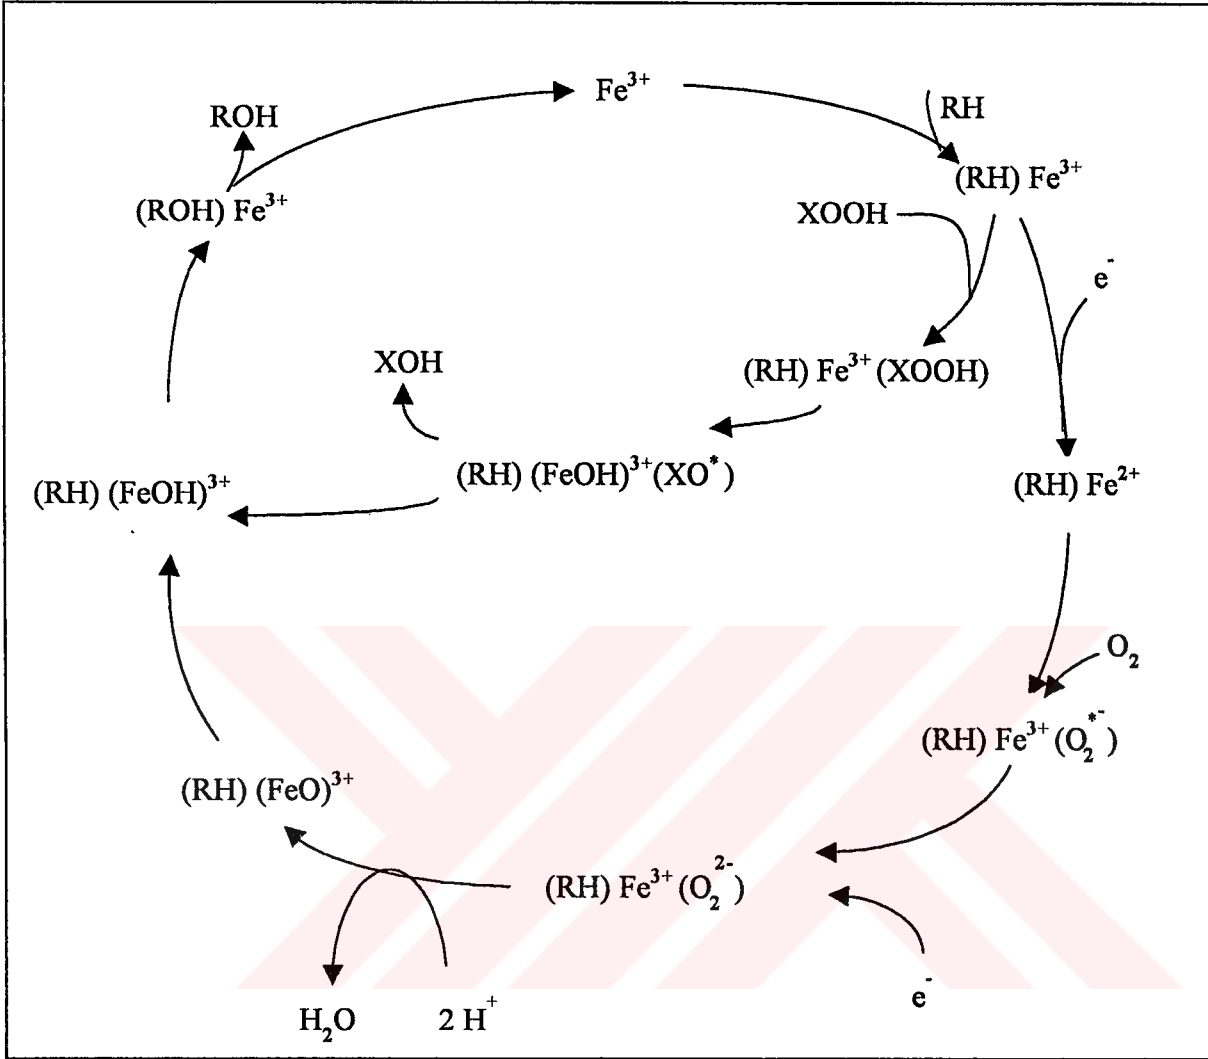 Fe³⁺
RH
ROH
(RH) Fe³⁺
(ROH) Fe³⁺
XOOH
e⁻
XOH
(RH) Fe³⁺ (XOOH)
(RH) (FeOH)³⁺ (XO*)
(RH) Fe²⁺
(RH) (FeOH)³⁺
O₂
(RH) Fe³⁺ (O₂*⁻)
(RH) (FeO)³⁺
(RH) Fe³⁺ (O₂²⁻)
e⁻
H₂O
2 H⁺